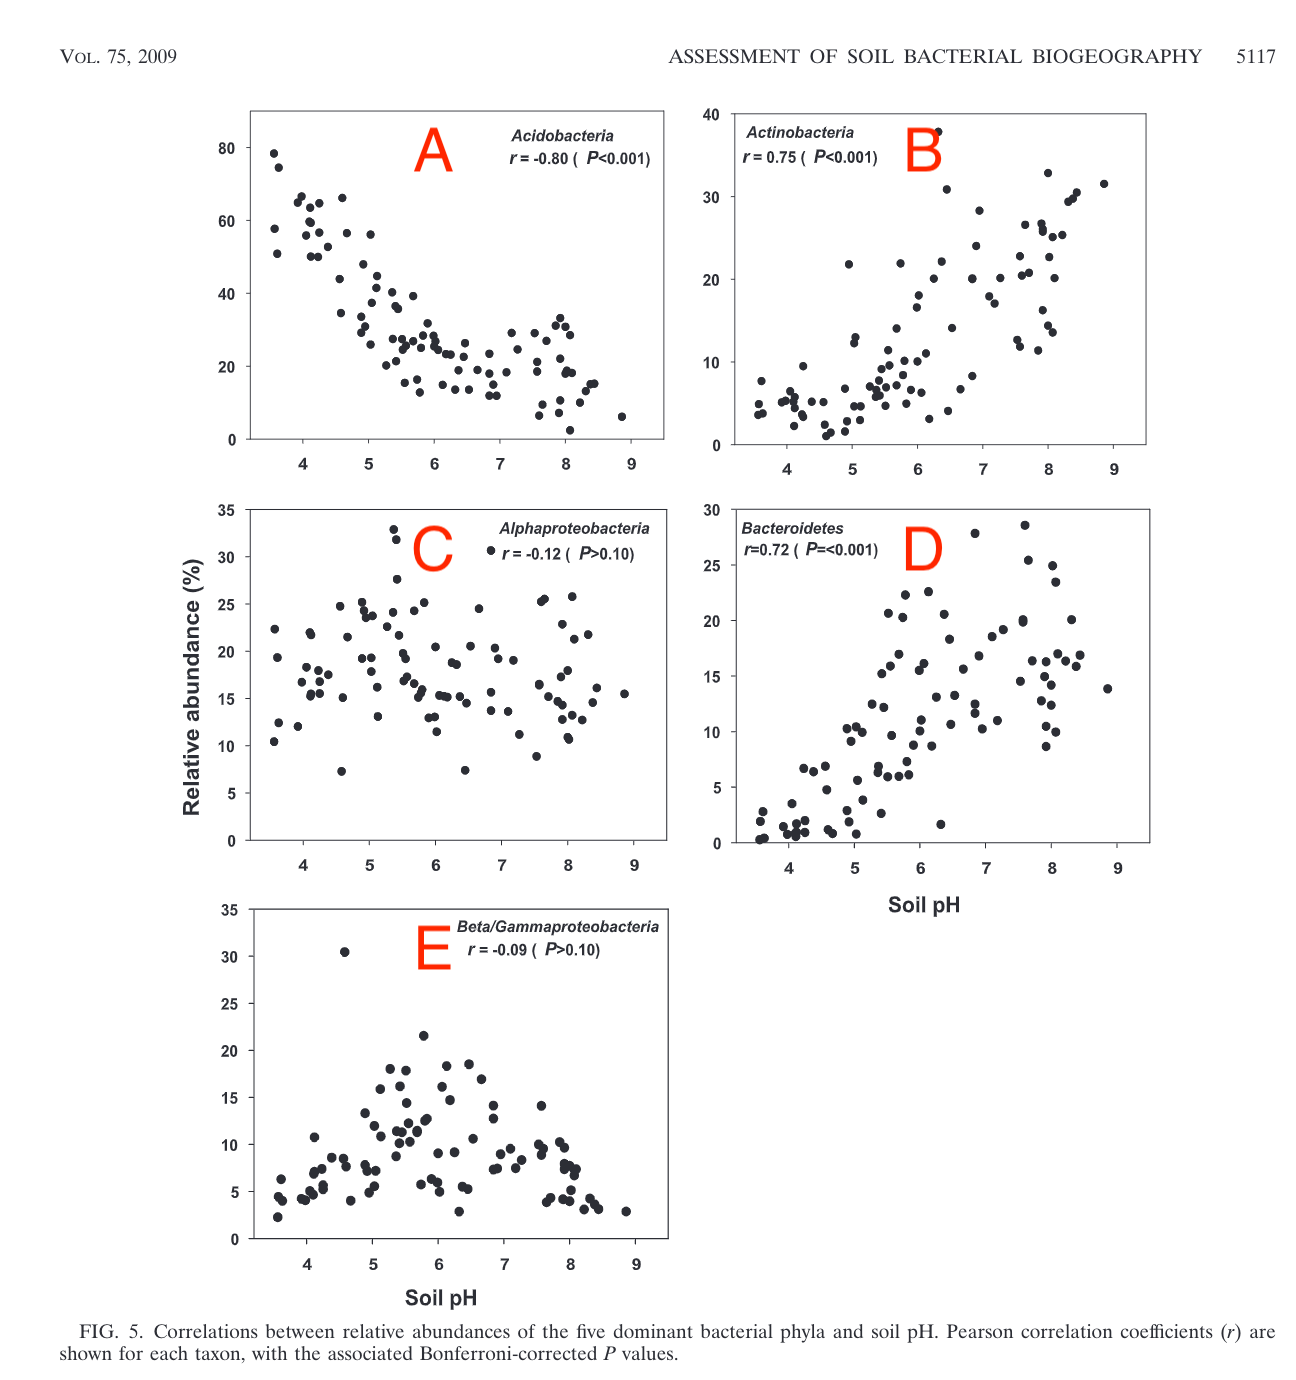 VOL. 75, 2009 ASSESSMENT OF SOIL BACTERIAL BIOGEOGRAPHY 5117
A
Acidobacteria
r = -0.80 ( P<0.001)
80
60
40
20
0
4 5 6 7 8 9
B
Actinobacteria
r = 0.75 ( P<0.001)
40
30
20
10
0
4 5 6 7 8 9
Relative abundance (%)
C
Alphaproteobacteria
r = -0.12 ( P>0.10)
35
30
25
20
15
10
5
0
4 5 6 7 8 9
D
Bacteroidetes
r=0.72 ( P=<0.001)
30
25
20
15
10
5
0
4 5 6 7 8 9
Soil pH
E
Beta/Gammaproteobacteria
r = -0.09 ( P>0.10)
35
30
25
20
15
10
5
0
4 5 6 7 8 9
Soil pH
FIG. 5. Correlations between relative abundances of the five dominant bacterial phyla and soil pH. Pearson correlation coefficients (r) are
shown for each taxon, with the associated Bonferroni-corrected P values.